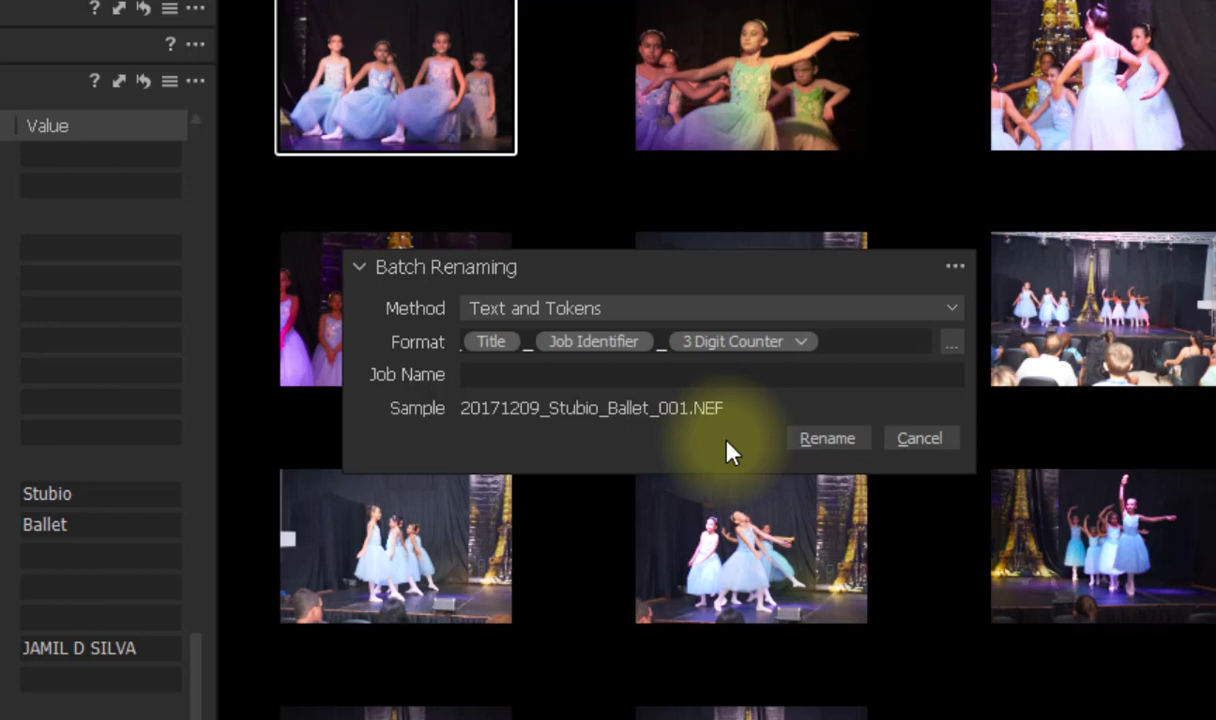 Value
Batch Renaming
Method Text and Tokens
Format Title _ Job Identifier _ 3 Digit Counter ...
Job Name
Sample 20171209_Stubio_Ballet_001.NEF
Rename Cancel
Stubio
Ballet
JAMIL D SILVA